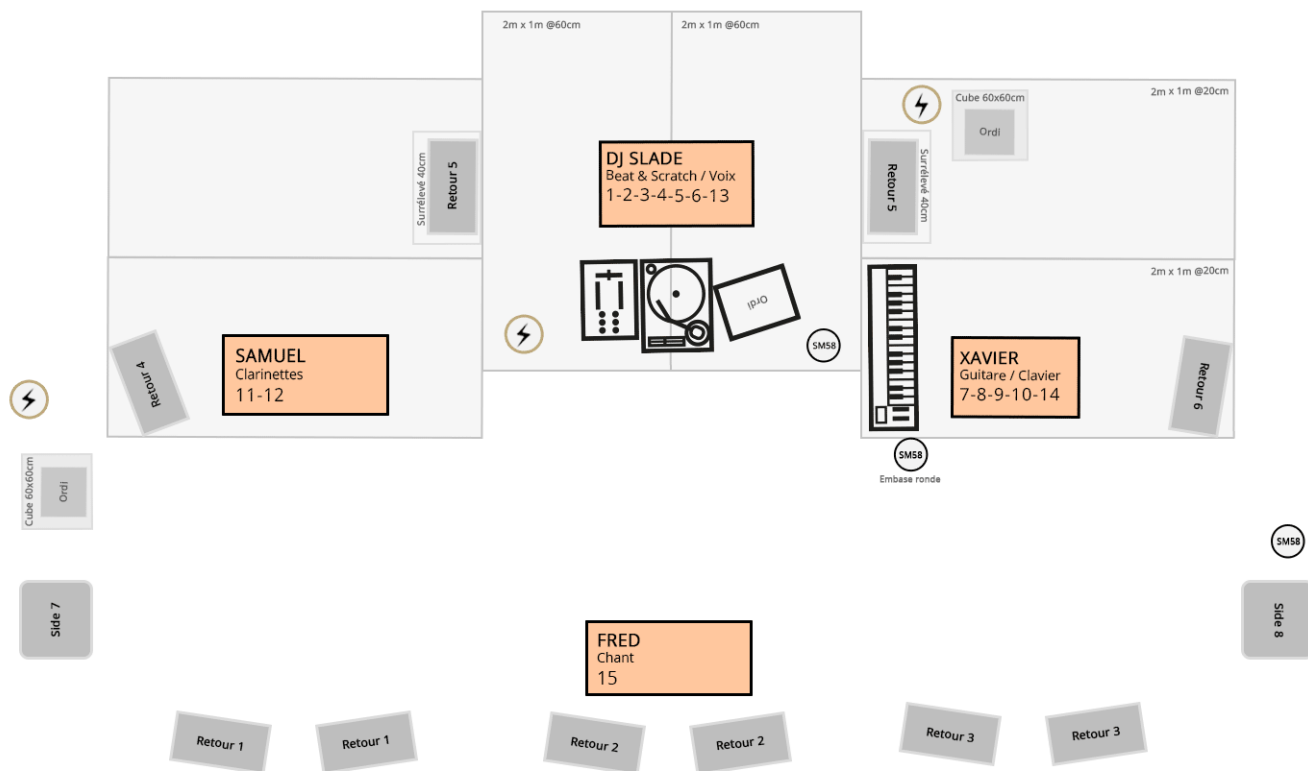 2m x 1m @60cm
2m x 1m @60cm
2m x 1m @20cm
Cube 60x60cm
Ordi
Surrélevé 40cm
Retour 5
DJ SLADE
Beat & Scratch / Voix
1-2-3-4-5-6-13
Retour 5
Surrélevé 40cm
2m x 1m @20cm
Ordi
SM58
Retour 4
SAMUEL
Clarinettes
11-12
XAVIER
Guitare / Clavier
7-8-9-10-14
Retour 6
SM58
Embase ronde
Cube 60x60cm
Ordi
SM58
Side 7
Side 8
FRED
Chant
15
Retour 1
Retour 1
Retour 2
Retour 2
Retour 3
Retour 3